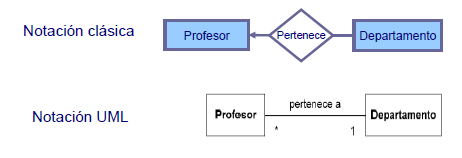 Notación clásica
Profesor
Pertenece
Departamento
Notación UML
Profesor
pertenece a
Departamento
*
1